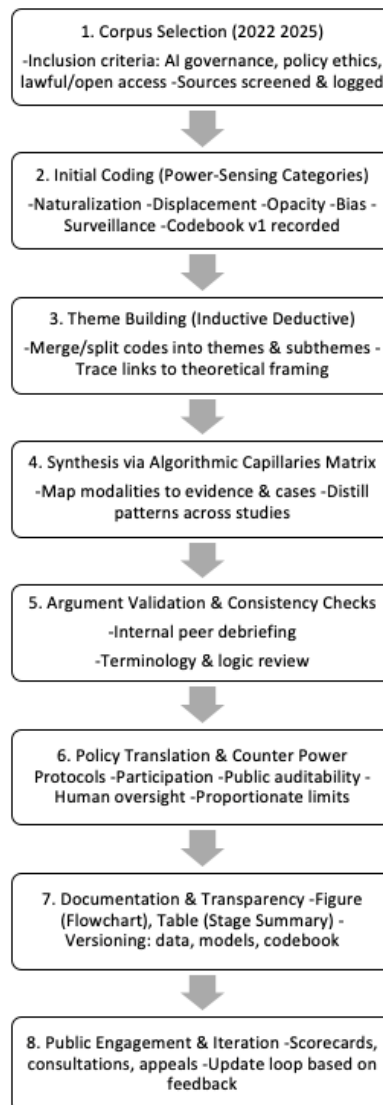 1. Corpus Selection (2022 2025)
-Inclusion criteria: AI governance, policy ethics,
lawful/open access -Sources screened & logged
2. Initial Coding (Power-Sensing Categories)
-Naturalization -Displacement -Opacity -Bias -
Surveillance -Codebook v1 recorded
3. Theme Building (Inductive Deductive)
-Merge/split codes into themes & subthemes -
Trace links to theoretical framing
4. Synthesis via Algorithmic Capillaries Matrix
-Map modalities to evidence & cases -Distill
patterns across studies
5. Argument Validation & Consistency Checks
-Internal peer debriefing
-Terminology & logic review
6. Policy Translation & Counter Power
Protocols -Participation -Public auditability -
Human oversight -Proportionate limits
7. Documentation & Transparency -Figure
(Flowchart), Table (Stage Summary) -
Versioning: data, models, codebook
8. Public Engagement & Iteration -Scorecards,
consultations, appeals -Update loop based on
feedback